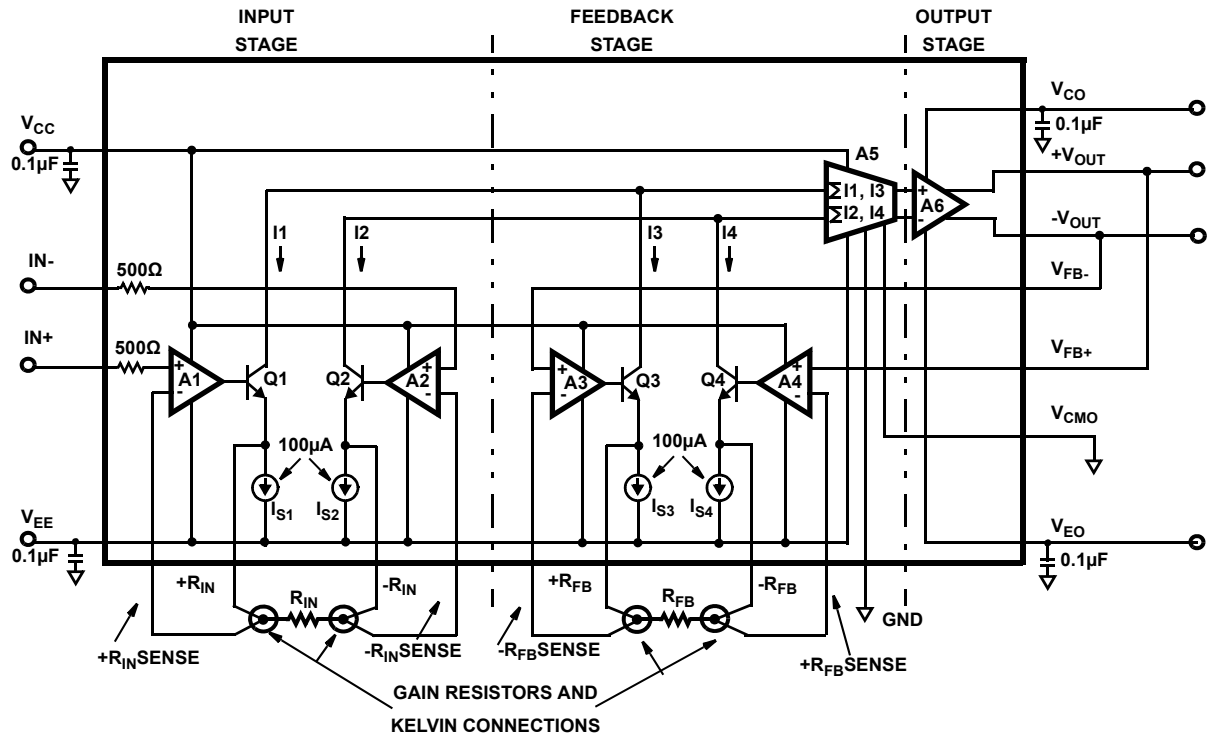 INPUT
STAGE
FEEDBACK
STAGE
OUTPUT
STAGE
VCC
0.1µF
VCO
0.1µF
A5
+VOUT
∑I1, I3
∑I2, I4
+
-
A6
-VOUT
I1
I2
I3
I4
IN-
500Ω
VFB-
IN+
500Ω
+
-
A1
Q1
Q2
+
-
A2
+
-
A3
Q3
Q4
+
-
A4
VFB+
VCMO
100µA
IS1
IS2
100µA
IS3
IS4
VEE
0.1µF
VEO
0.1µF
+RIN
RIN
-RIN
+RFB
RFB
-RFB
GND
+RINSENSE
-RINSENSE
-RFBSENSE
+RFBSENSE
GAIN RESISTORS AND
KELVIN CONNECTIONS